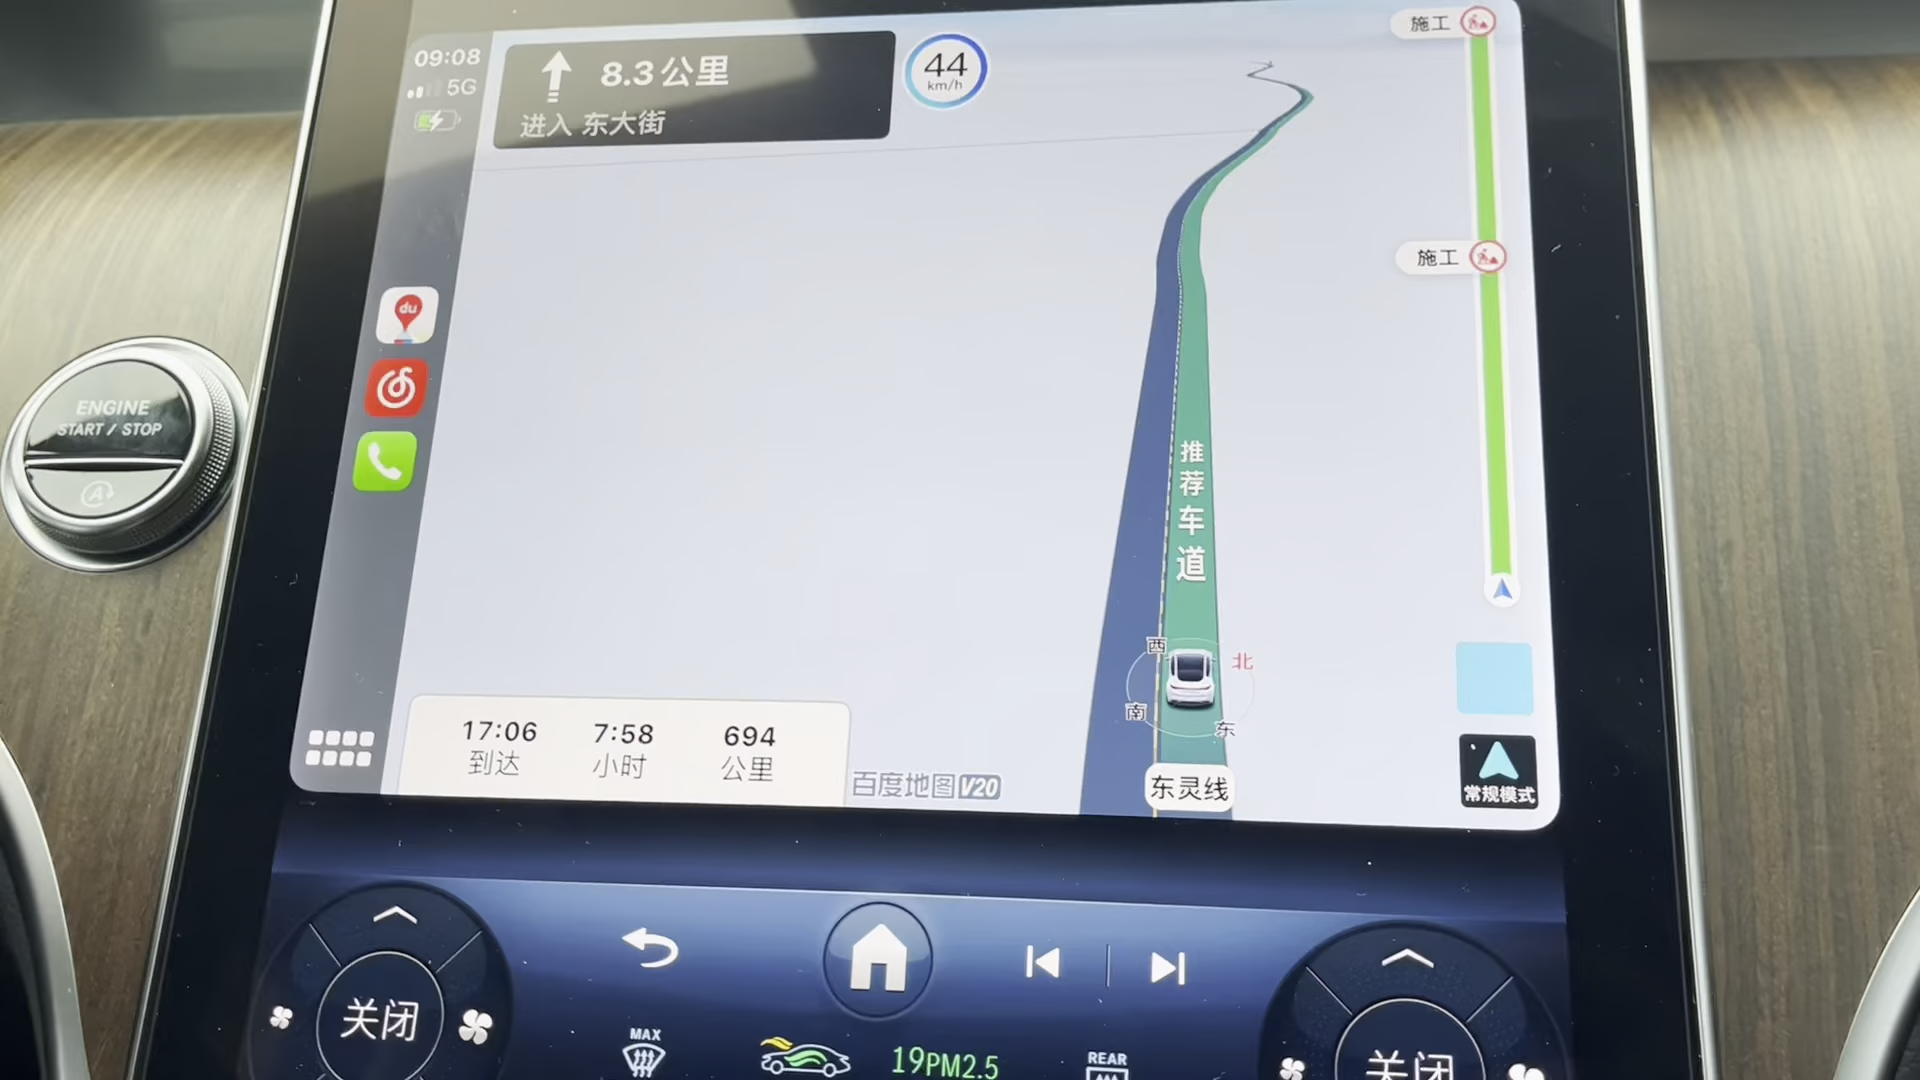 09:08
5G
8.3公里
进入 东大街
44
km/h
施工
施工
du
ENGINE
START / STOP
A
推荐车道
西
北
南
东
17:06
到达
7:58
小时
694
公里
百度地图V20
东灵线
常规模式
关闭
MAX
19PM2.5
REAR
关闭